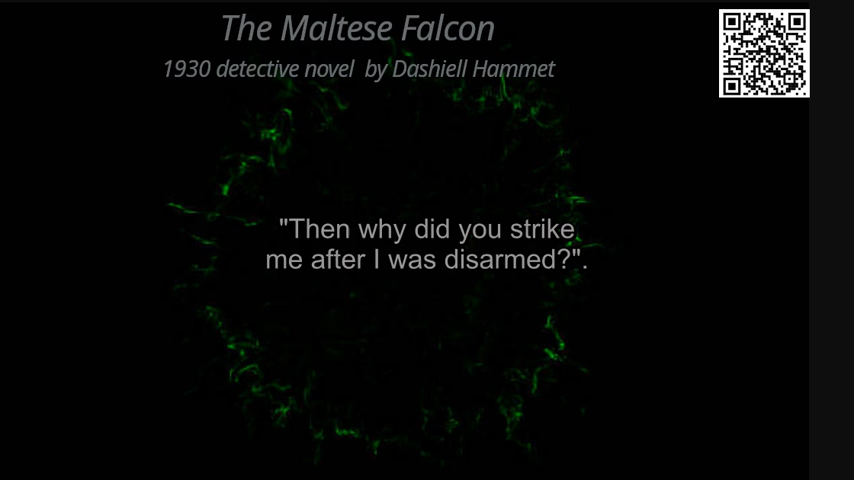 The Maltese Falcon
1930 detective novel by Dashiell Hammet
"Then why did you strike
me after I was disarmed?".